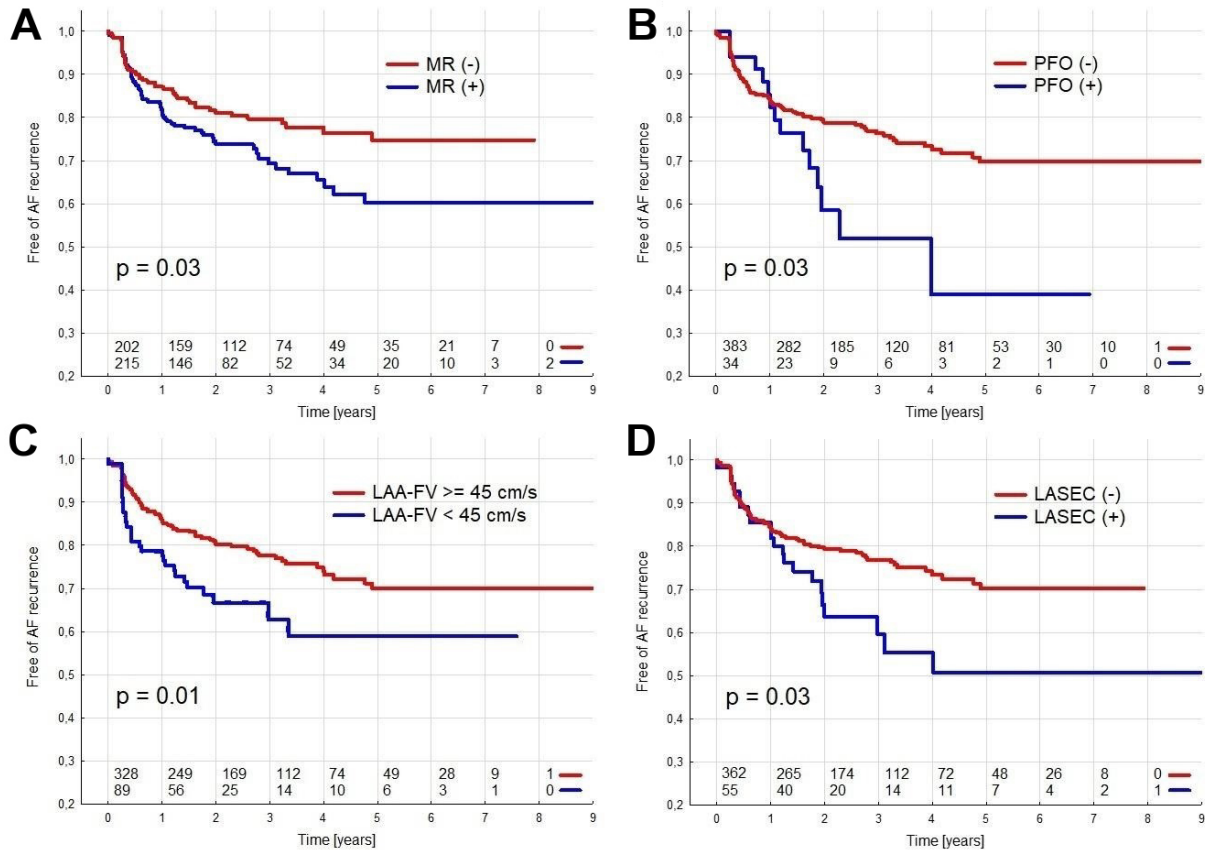 A
1,0
0,9
0,8
0,7
0,6
0,5
0,4
0,3
0,2
Free of AF recurrence
MR (-)
MR (+)
p = 0.03
202 159 112 74 49 35 21 7 0
215 146 82 52 34 20 10 3 2
0 1 2 3 4 5 6 7 8 9
Time [years]
B
1,0
0,9
0,8
0,7
0,6
0,5
0,4
0,3
0,2
Free of AF recurrence
PFO (-)
PFO (+)
p = 0.03
383 282 185 120 81 53 30 10 1
34 23 9 6 3 2 1 0 0
0 1 2 3 4 5 6 7 8 9
Time [years]
C
1,0
0,9
0,8
0,7
0,6
0,5
0,4
0,3
0,2
Free of AF recurrence
LAA-FV >= 45 cm/s
LAA-FV < 45 cm/s
p = 0.01
328 249 169 112 74 49 28 9 1
89 56 25 14 10 6 3 1 0
0 1 2 3 4 5 6 7 8 9
Time [years]
D
1,0
0,9
0,8
0,7
0,6
0,5
0,4
0,3
0,2
Free of AF recurrence
LASEC (-)
LASEC (+)
p = 0.03
362 265 174 112 72 48 26 8 0
55 40 20 14 11 7 4 2 1
0 1 2 3 4 5 6 7 8 9
Time [years]